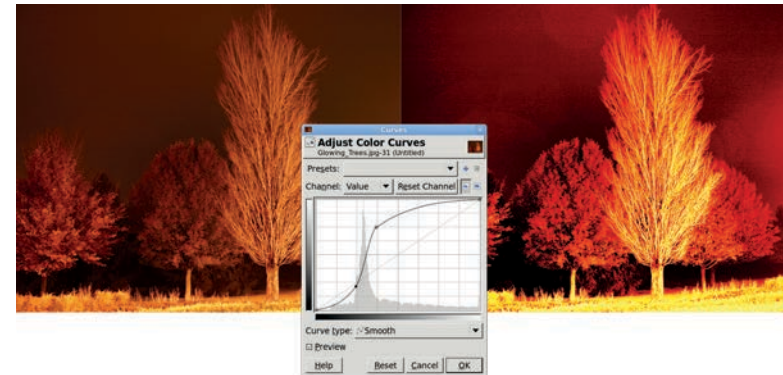 Curves
Adjust Color Curves
Glowing_Trees.jpg-31 (Untitled)
Presets:
Channel: Value Reset Channel
Curve type: Smooth
Preview
Help Reset Cancel OK